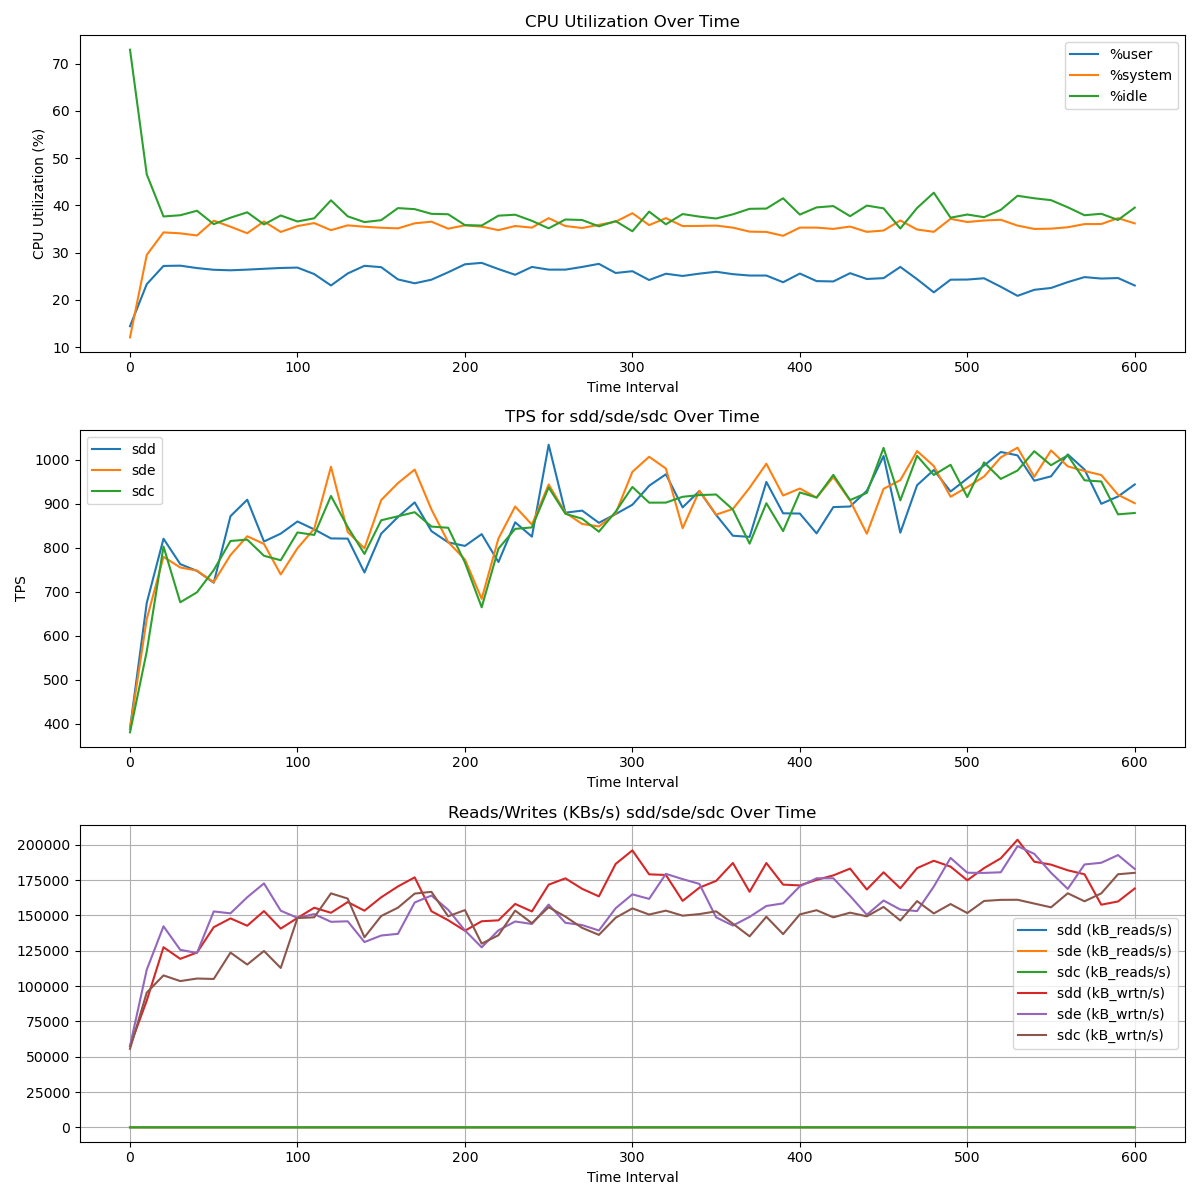 CPU Utilization Over Time
%user
%system
%idle
CPU Utilization (%)
70
60
50
40
30
20
10
0 100 200 300 400 500 600
Time Interval
TPS for sdd/sde/sdc Over Time
sdd
sde
sdc
TPS
1000
900
800
700
600
500
400
0 100 200 300 400 500 600
Time Interval
Reads/Writes (KBs/s) sdd/sde/sdc Over Time
200000
175000
150000
125000
100000
75000
50000
25000
0
sdd (kB_reads/s)
sde (kB_reads/s)
sdc (kB_reads/s)
sdd (kB_wrtn/s)
sde (kB_wrtn/s)
sdc (kB_wrtn/s)
0 100 200 300 400 500 600
Time Interval